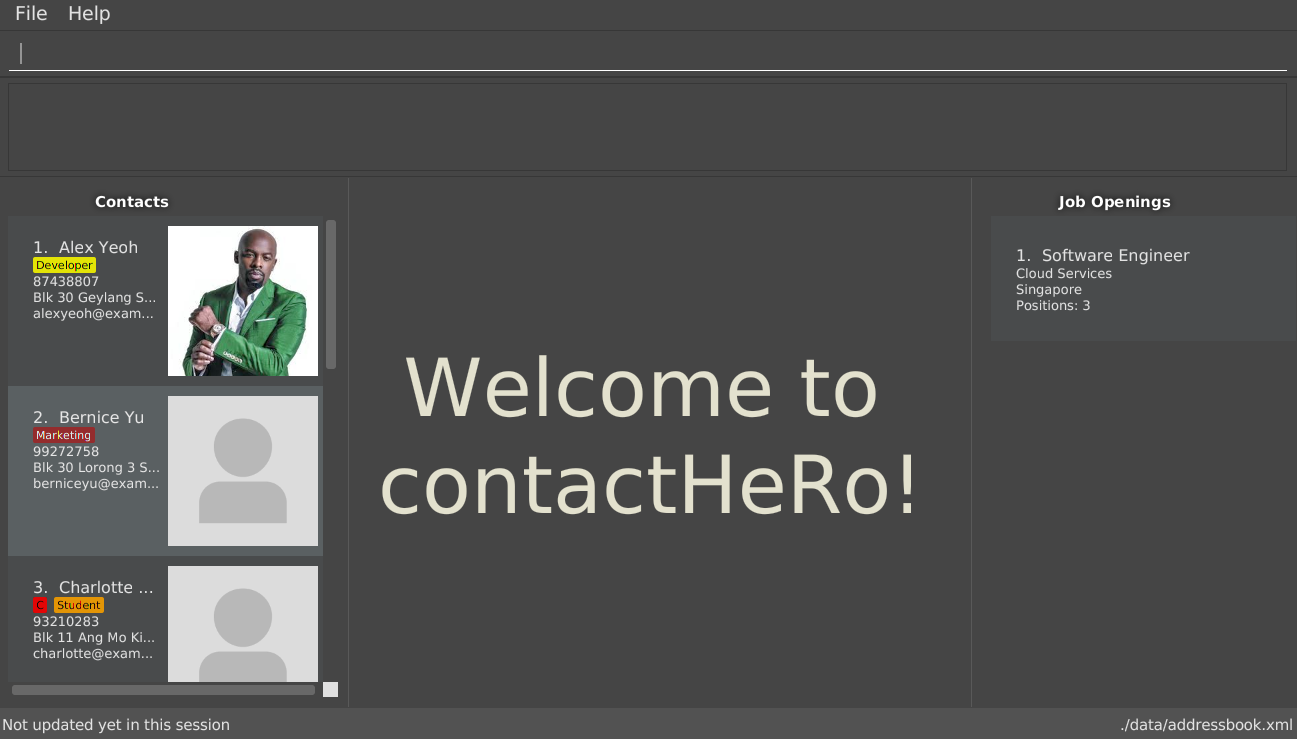 File Help
Contacts
1. Alex Yeoh
Developer
87438807
Blk 30 Geylang S...
alexyeoh@exam...
2. Bernice Yu
Marketing
99272758
Blk 30 Lorong 3 S...
berniceyu@exam...
3. Charlotte ...
C Student
93210283
Blk 11 Ang Mo Ki...
charlotte@exam...
Welcome to
contactHeRo!
Job Openings
1. Software Engineer
Cloud Services
Singapore
Positions: 3
Not updated yet in this session
./data/addressbook.xml